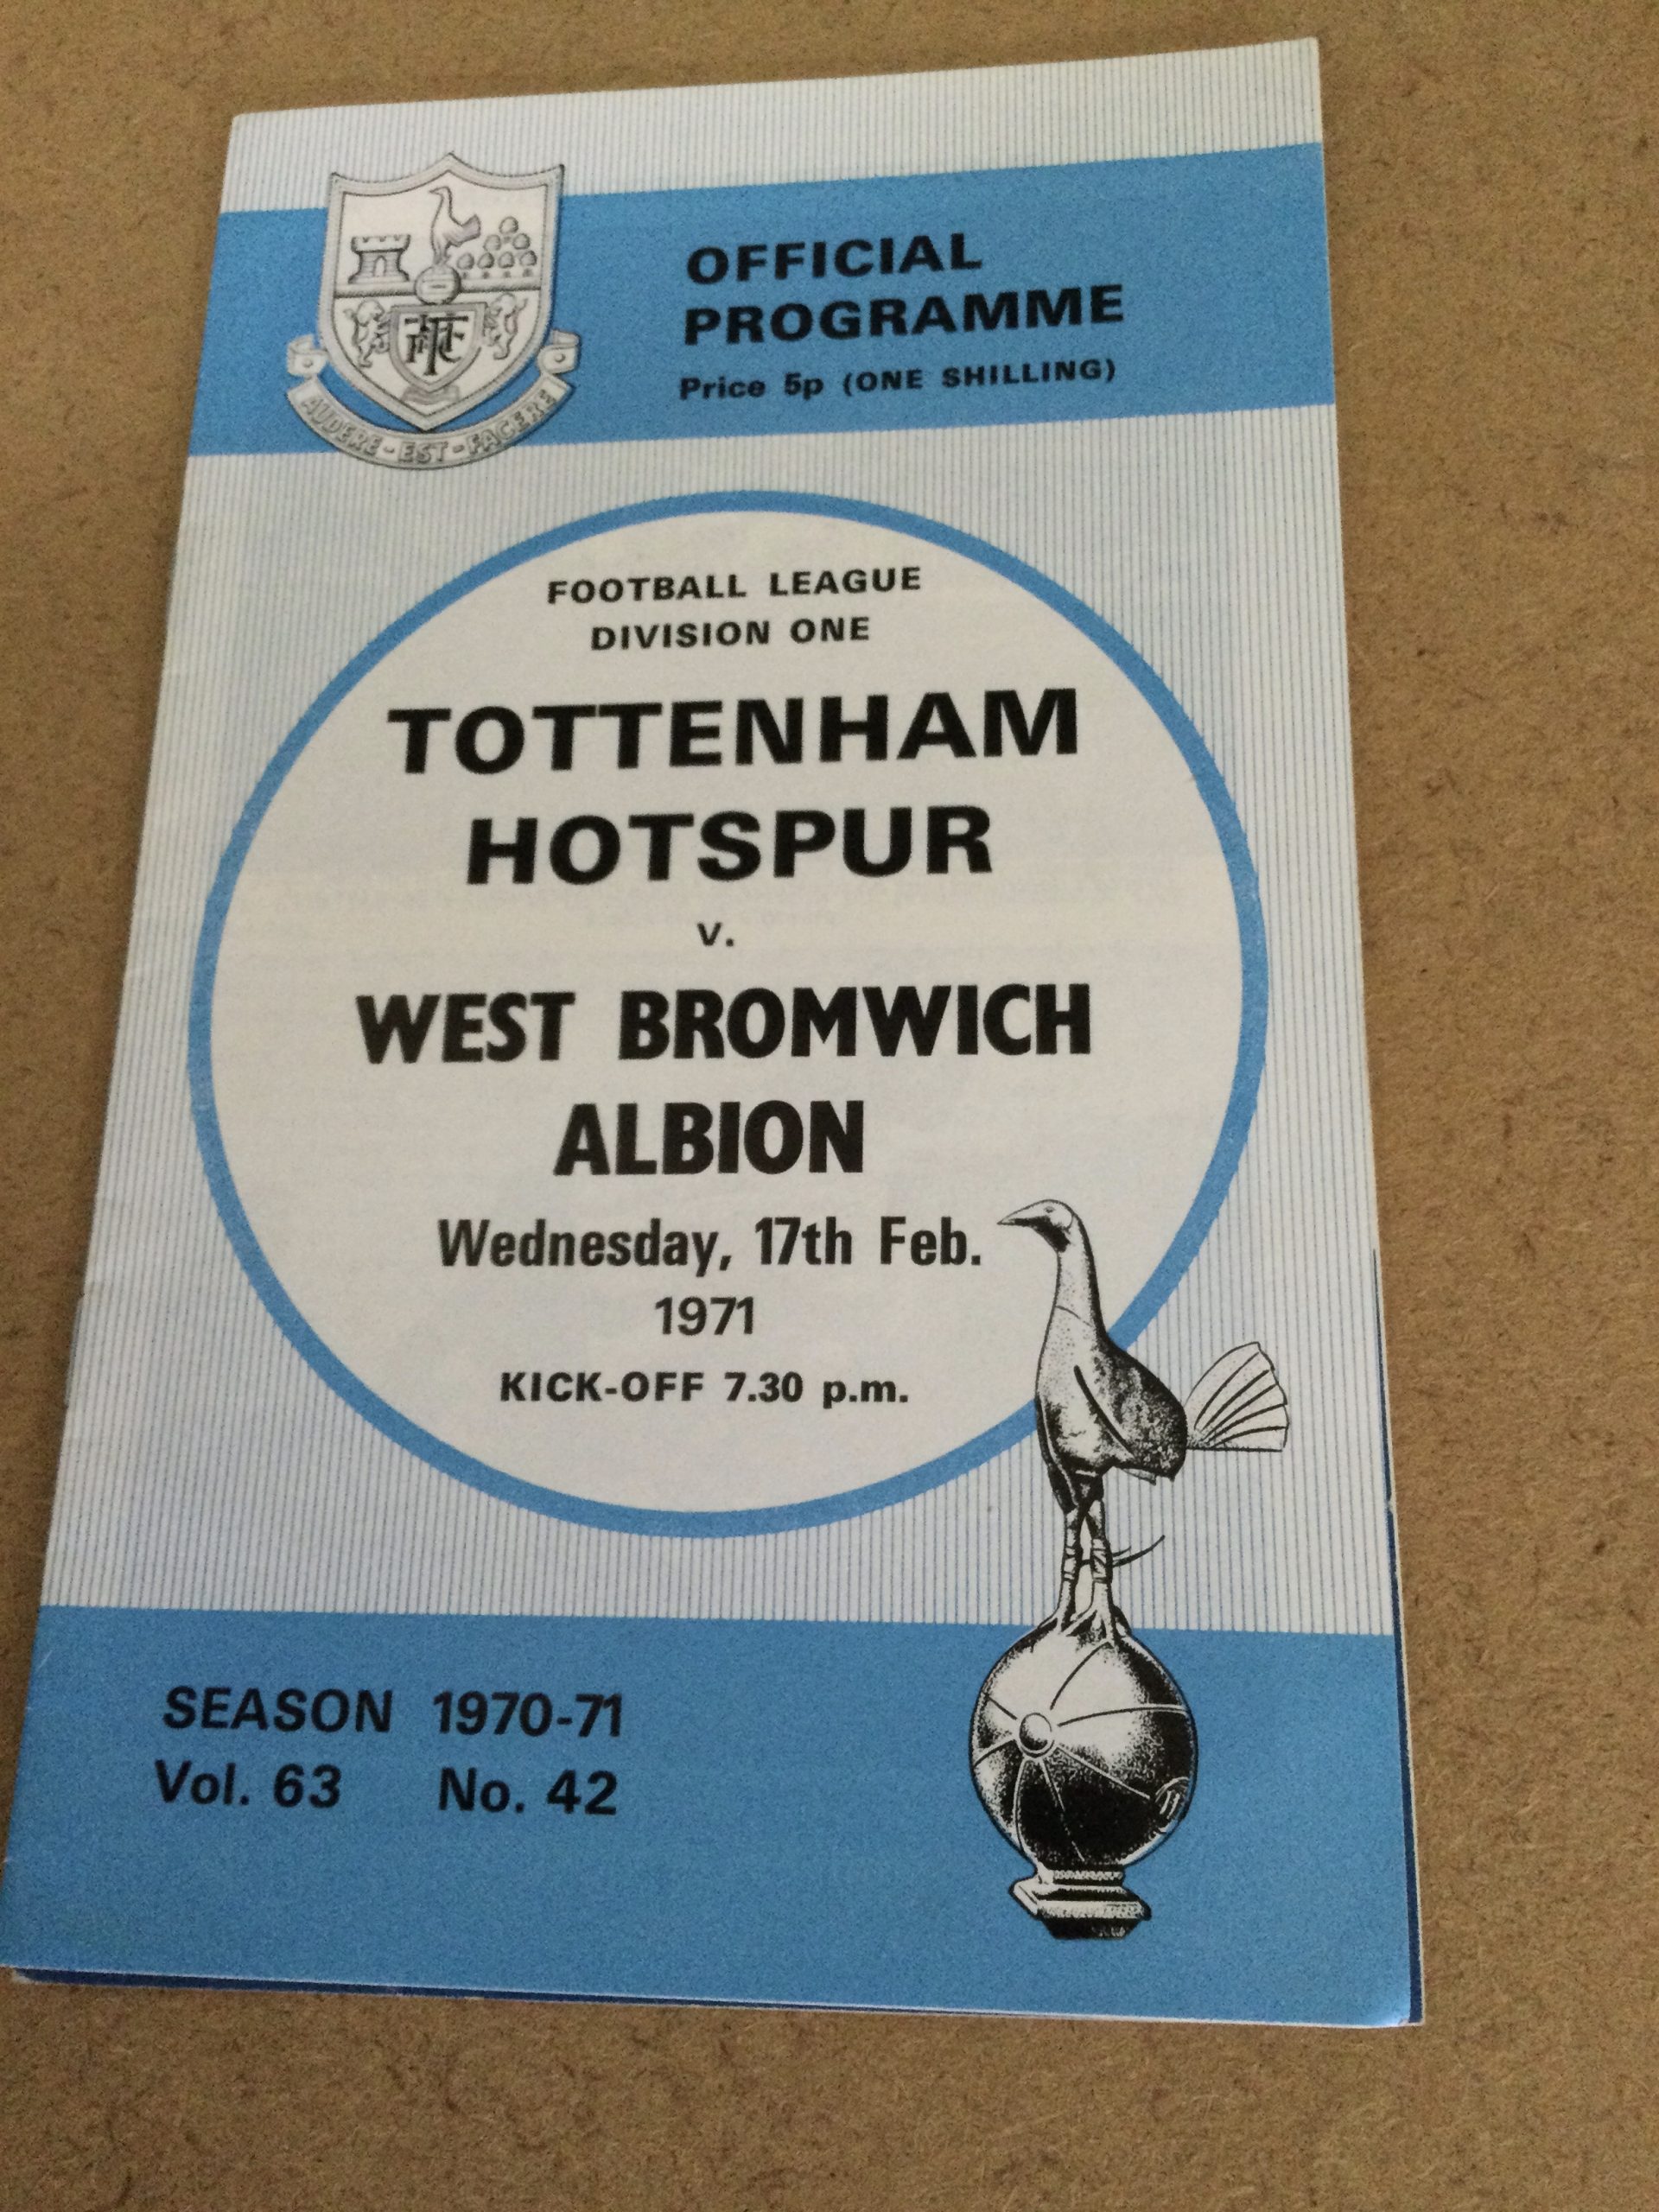 OFFICIAL
PROGRAMME
Price 5p (ONE SHILLING)
AUDERE - EST - FACERE
FOOTBALL LEAGUE
DIVISION ONE
TOTTENHAM
HOTSPUR
v.
WEST BROMWICH
ALBION
Wednesday, 17th Feb.
1971
KICK-OFF 7.30 p.m.
SEASON 1970-71
Vol. 63 No. 42